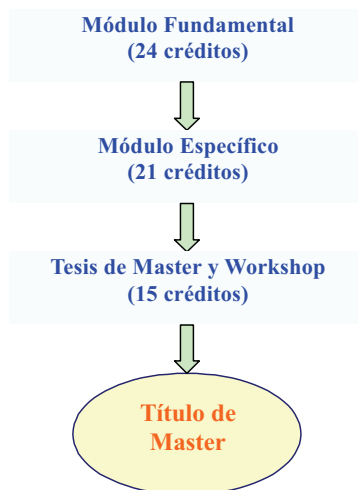 Módulo Fundamental
(24 créditos)
Módulo Específico
(21 créditos)
Tesis de Master y Workshop
(15 créditos)
Título de
Master